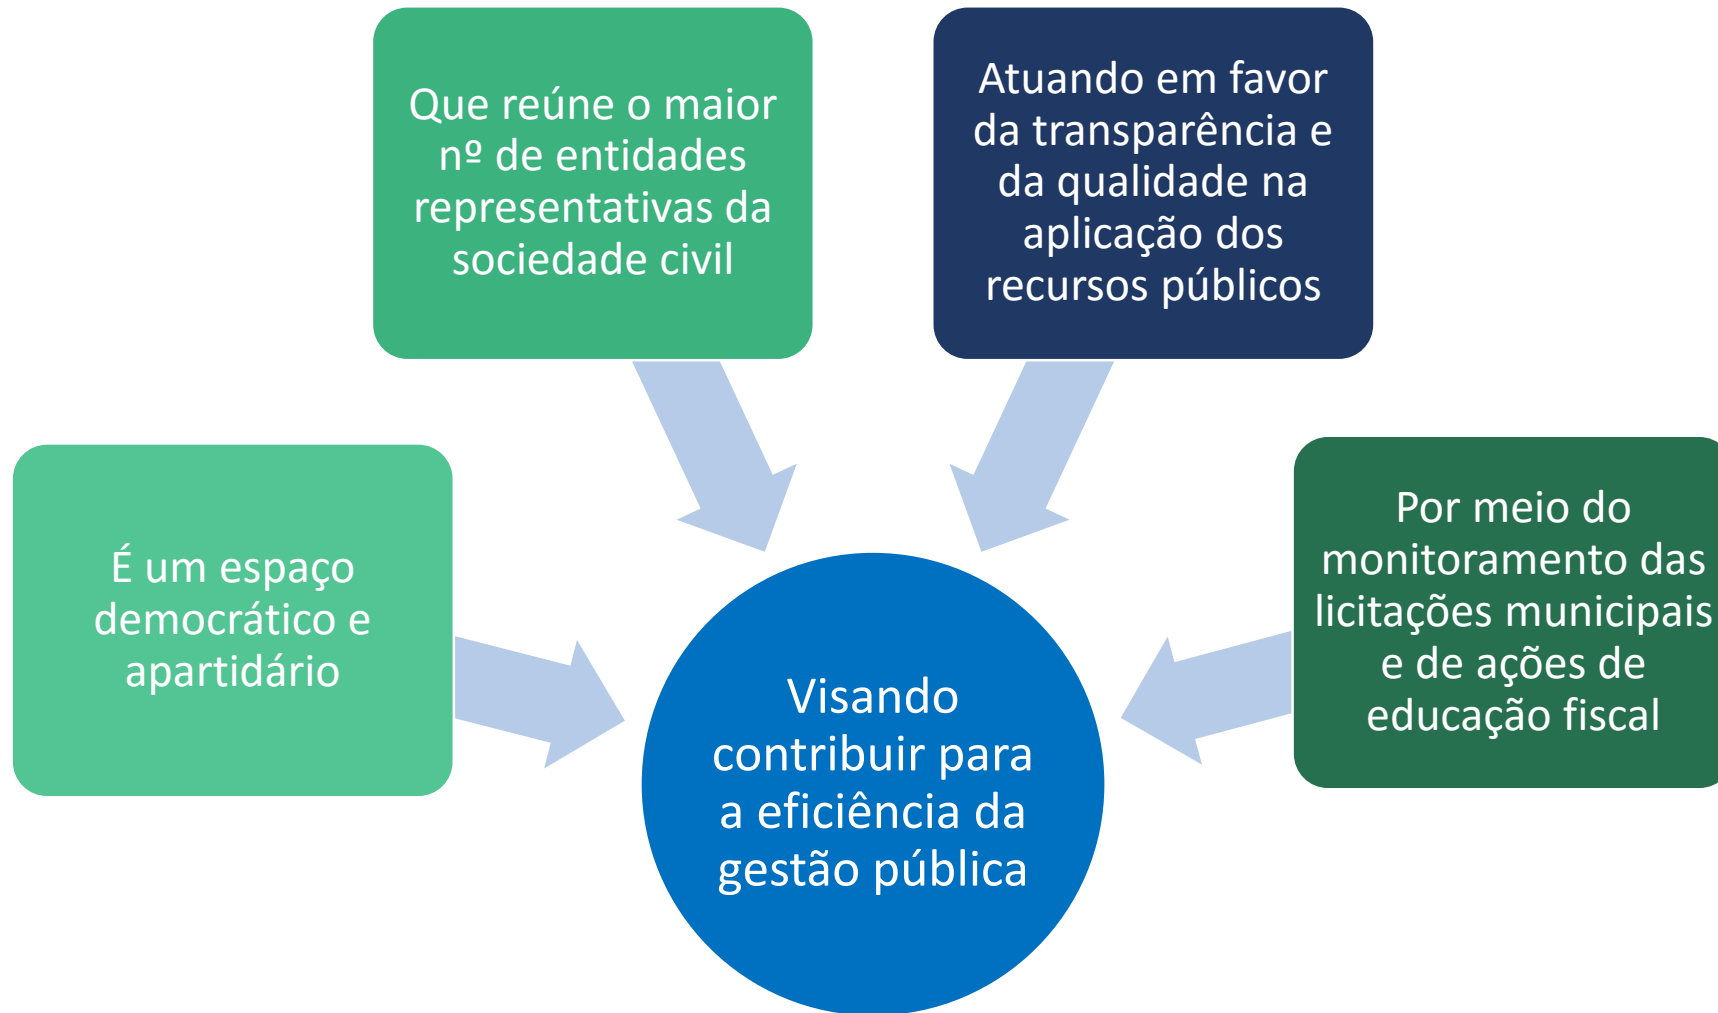 É um espaço
democrático e
apartidário
Que reúne o maior
nº de entidades
representativas da
sociedade civil
Atuando em favor
da transparência e
da qualidade na
aplicação dos
recursos públicos
Por meio do
monitoramento das
licitações municipais
e de ações de
educação fiscal
Visando
contribuir para
a eficiência da
gestão pública